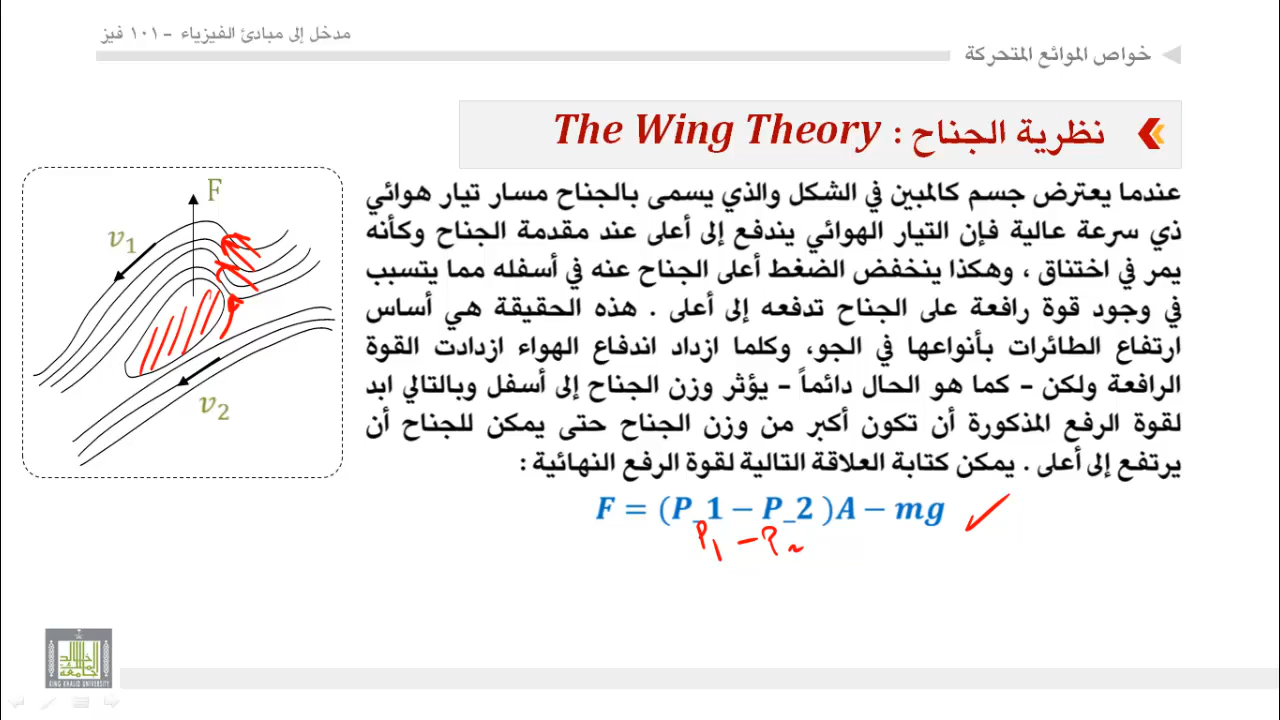 مدخل إلى مبادئ الفيزياء - ١٠١ فيز
خواص الموائع المتحركة
نظرية الجناح : The Wing Theory
عندما يعترض جسم كالمبين في الشكل والذي يسمى بالجناح مسار تيار هوائي
ذي سرعة عالية فإن التيار الهوائي يندفع إلى أعلى عند مقدمة الجناح وكأنه
يمر في اختناق ، وهكذا ينخفض الضغط أعلى الجناح عنه في أسفله مما يتسبب
في وجود قوة رافعة على الجناح تدفعه إلى أعلى . هذه الحقيقة هي أساس
ارتفاع الطائرات بأنواعها في الجو، وكلما ازداد اندفاع الهواء ازدادت القوة
الرافعة ولكن - كما هو الحال دائماً - يؤثر وزن الجناح إلى أسفل وبالتالي ابد
لقوة الرفع المذكورة أن تكون أكبر من وزن الجناح حتى يمكن للجناح أن
يرتفع إلى أعلى . يمكن كتابة العلاقة التالية لقوة الرفع النهائية :
F = (P_1 − P_2 )A − mg
P1 − P2
F
v1
v2
جامعة الملك خالد
KING KHALID UNIVERSITY